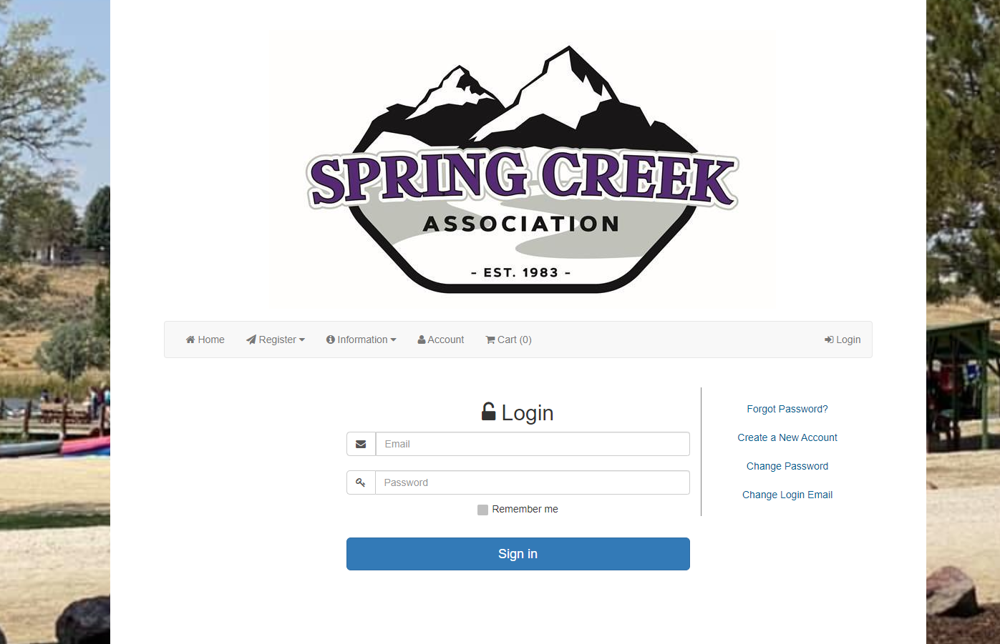 SPRING CREEK
ASSOCIATION
- EST. 1983 -
Home Register Information Account Cart (0) Login
Login
Email
Password
Remember me
Sign in
Forgot Password?
Create a New Account
Change Password
Change Login Email